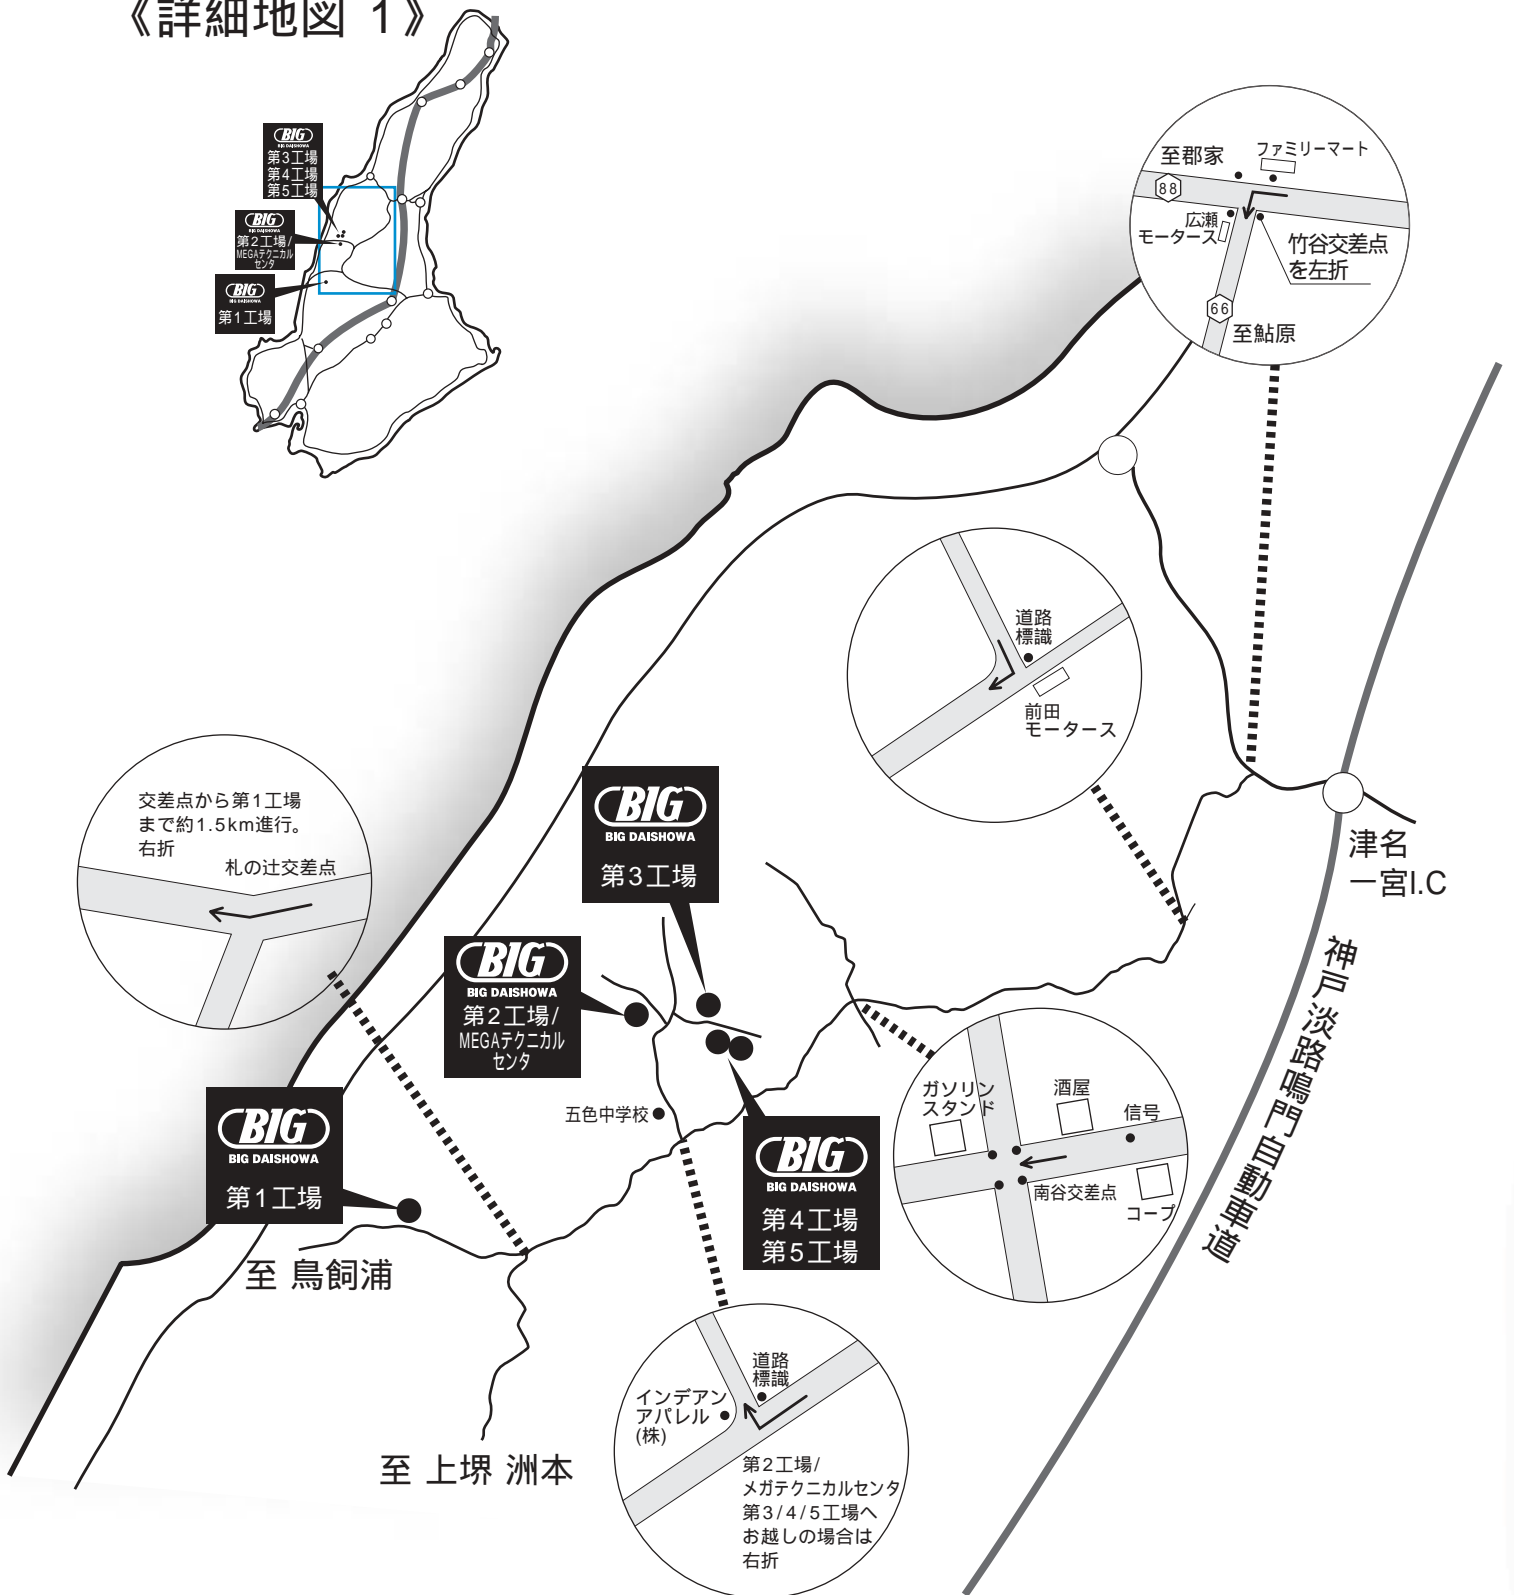 《詳細地図 1》
BIG
BIG DAISHOWA
第3工場
第4工場
第5工場
BIG
BIG DAISHOWA
第2工場/
MEGAテクニカル
センタ
BIG
BIG DAISHOWA
第1工場
至郡家
ファミリーマート
88
広瀬
モータース
竹谷交差点
を左折
66
至鮎原
道路
標識
前田
モータース
交差点から第1工場
まで約1.5km進行。
右折
札の辻交差点
BIG
BIG DAISHOWA
第3工場
津名
一宮I.C
神戸淡路鳴門自動車道
BIG
BIG DAISHOWA
第2工場/
MEGAテクニカル
センタ
五色中学校
BIG
BIG DAISHOWA
第1工場
BIG
BIG DAISHOWA
第4工場
第5工場
ガソリン
スタンド
酒屋
信号
南谷交差点
コープ
至 鳥飼浦
至 上堺 洲本
道路
標識
インデアン
アパレル
(株)
第2工場/
メガテクニカルセンタ
第3/4/5工場へ
お越しの場合は
右折